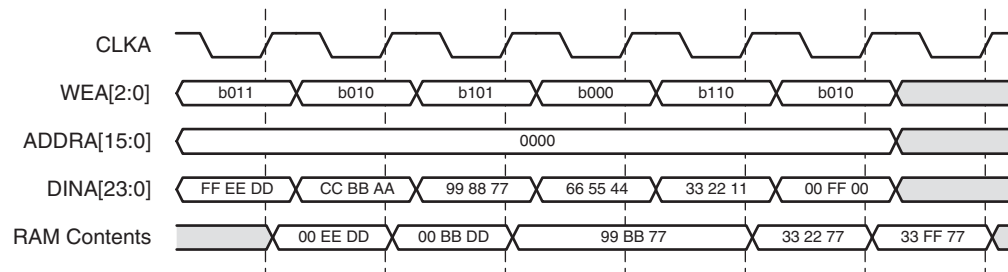 CLKA
WEA[2:0] b011 b010 b101 b000 b110 b010
ADDRA[15:0] 0000
DINA[23:0] FF EE DD CC BB AA 99 88 77 66 55 44 33 22 11 00 FF 00
RAM Contents 00 EE DD 00 BB DD 99 BB 77 33 22 77 33 FF 77